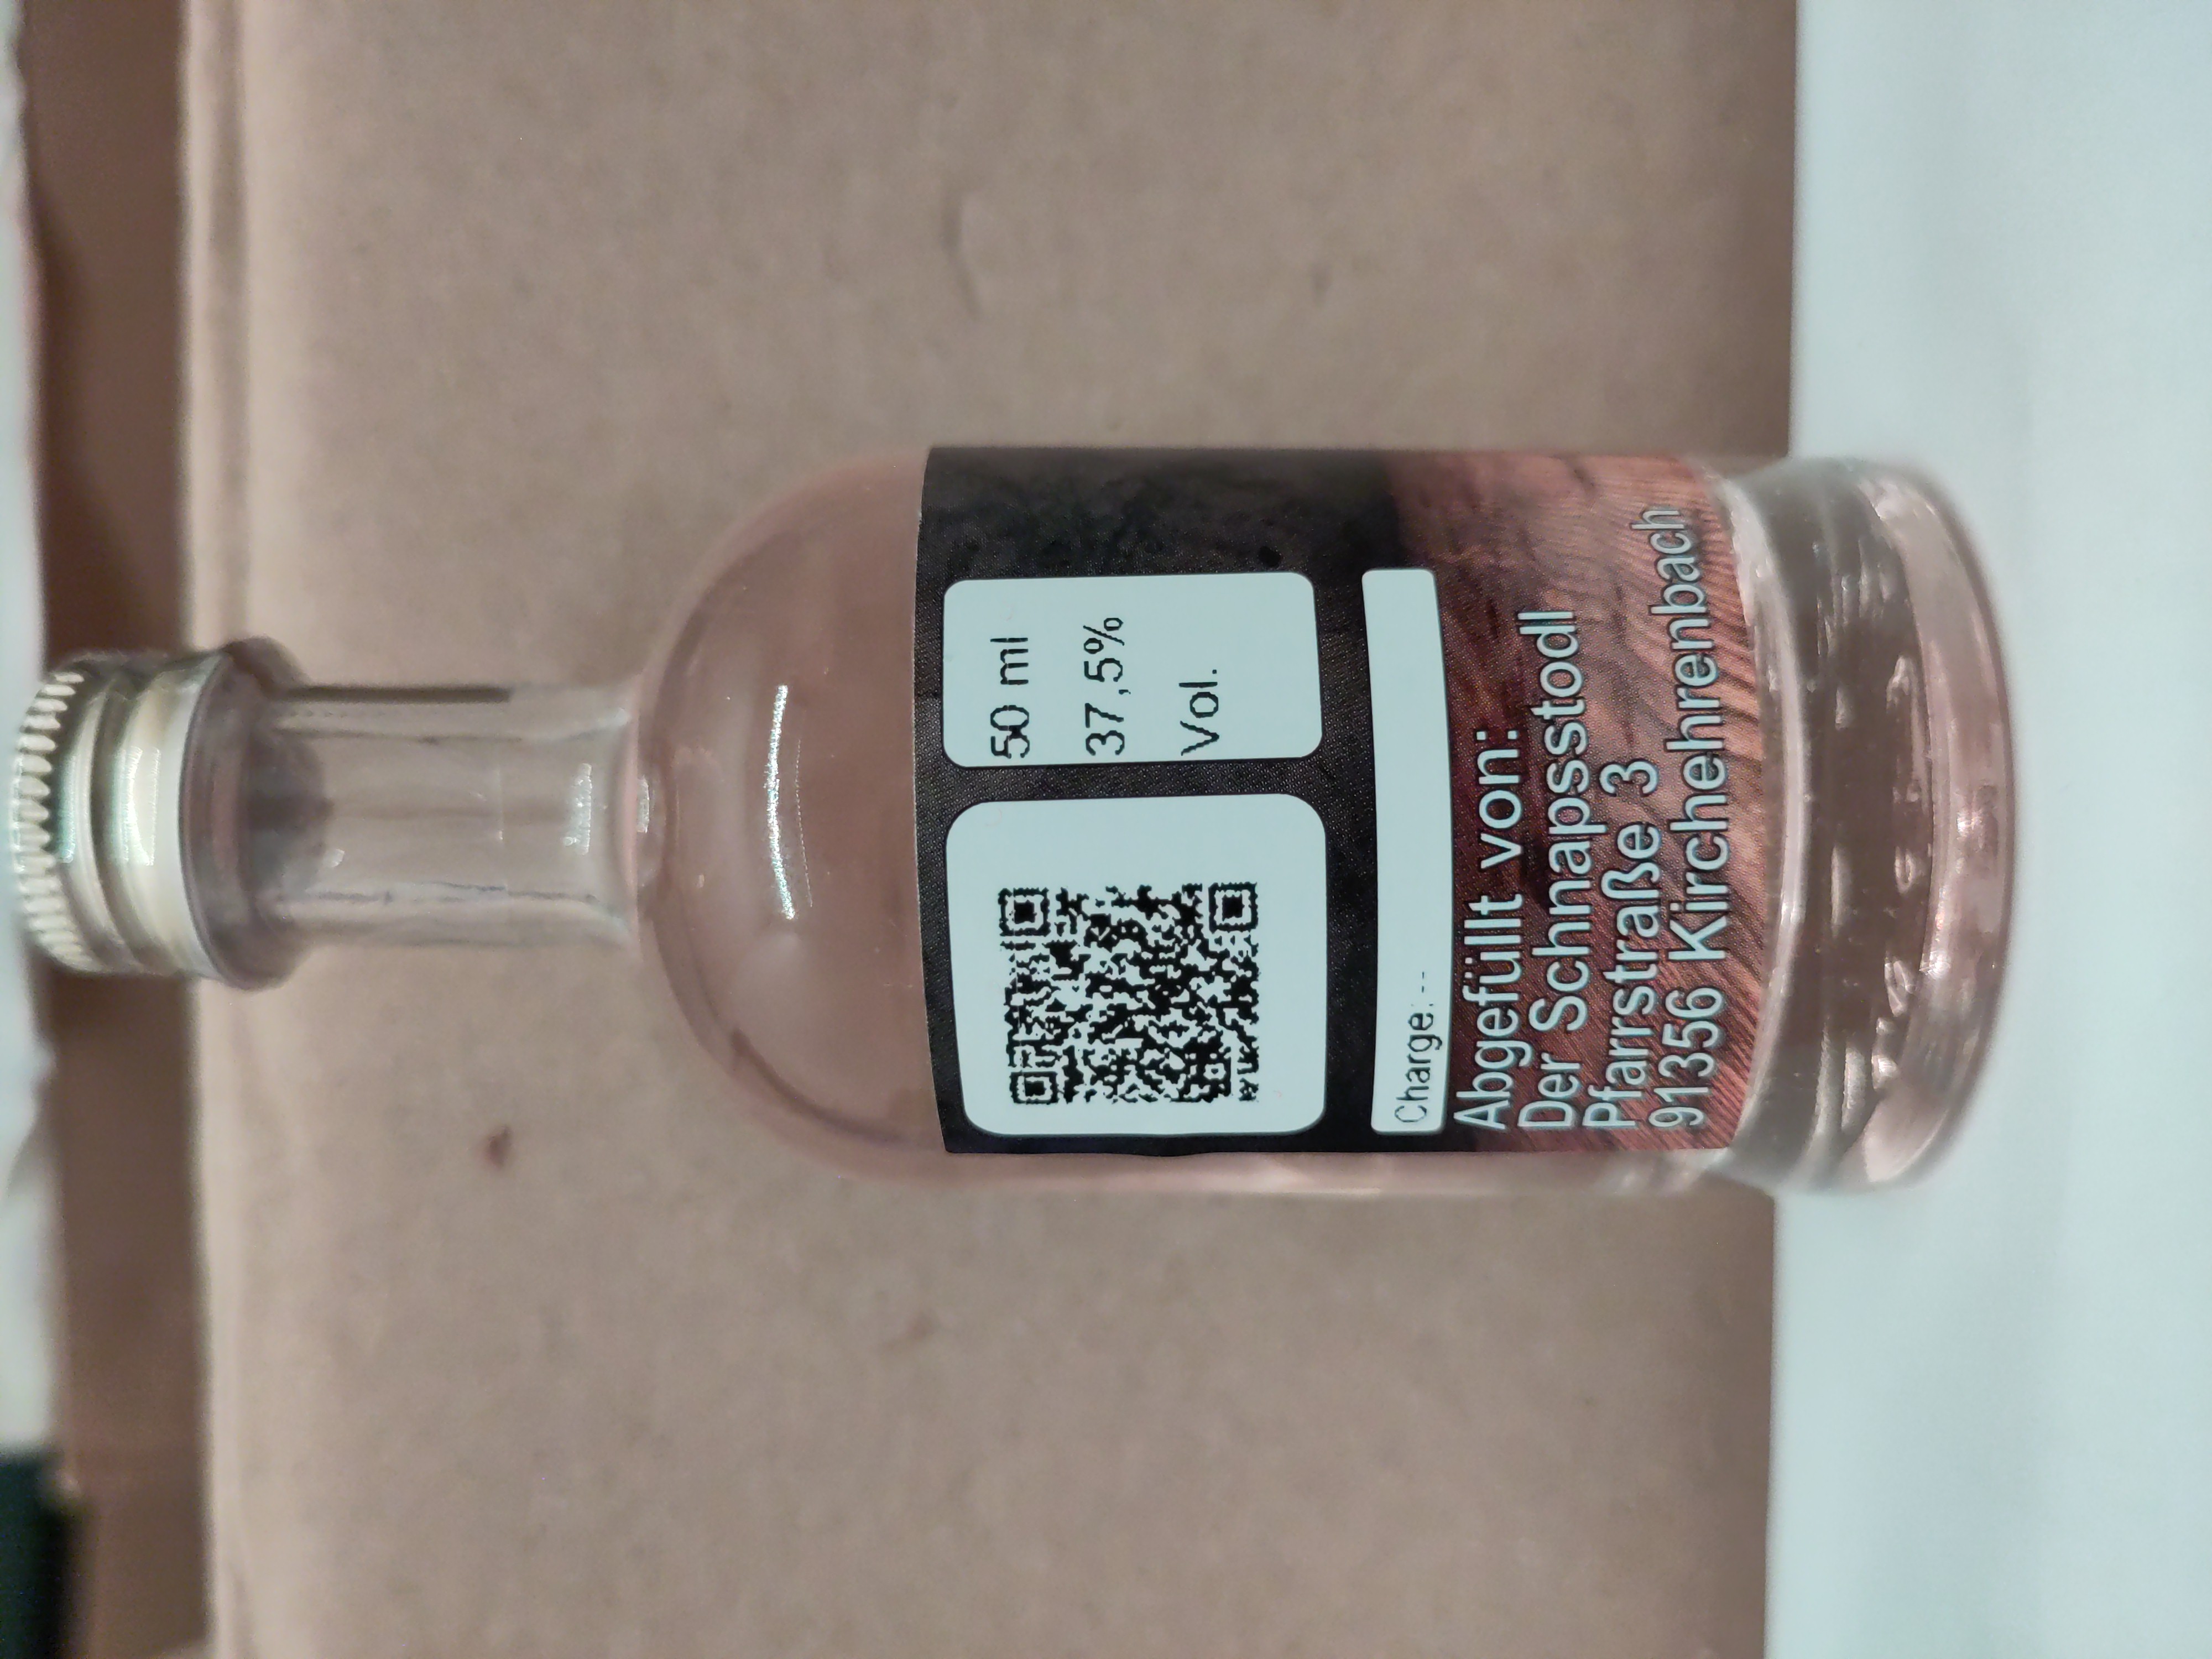 50 ml
37,5%
Vol.
Charge: --
Abgefüllt von:
Der Schnapsstodl
Pfarrstraße 3
91356 Kirchehrenbach